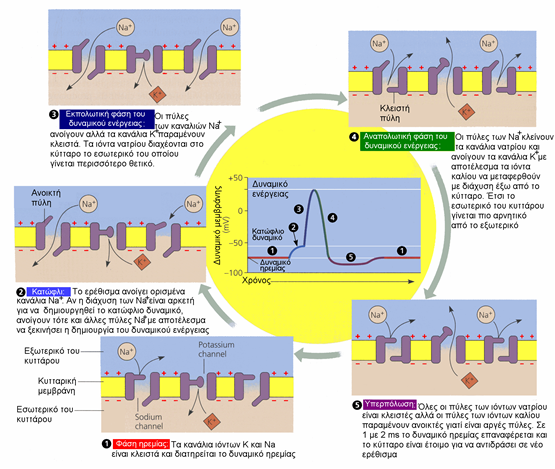 Na⁺
Na⁺
K⁺
3 Εκπολωτική φάση του δυναμικό ενέργειας: Οι πύλες
των καναλιών Na⁺
ανοίγουν αλλά τα κανάλια K⁺παραμένουν
κλειστά. Τα ιόντα νατρίου διαχέονται στο
κύτταρο το εσωτερικό του οποίου
γίνεται περισσότερο θετικό.
Na⁺
Κλειστή
πύλη
K⁺
4 Αναπολωτική φάση του δυναμικού ενέργειας: Οι πύλες των Na⁺κλείνουν
τα κανάλια νατρίου και
ανοίγουν τα κανάλια K⁺με
αποτέλεσμα τα ιόντα
καλίου να μεταφερθούν
με διάχυση έξω από το
κύτταρο. Έτσι το
εσωτερικό του κυττάρου
γίνεται πιο αρνητικό
από το εξωτερικό
Ανοικτή
πύλη
Na⁺
Na⁺
K⁺
2 Κατώφλι: Το ερέθισμα ανοίγει ορισμένα
κανάλια Na⁺. Αν η διάχυση των Na⁺είναι αρκετή
για να δημιουργηθεί το κατώφλιο δυναμικό,
ανοίγουν τότε και άλλες πύλες Na⁺με αποτέλεσμα
να ξεκινήσει η δημιουργία του δυναμικού ενέργειας
Δυναμικό μεμβράνης
(mV)
+50
0
−50
−100
Δυναμικό
ενέργειας
Κατώφλιο
δυναμικό
Δυναμικό
ηρεμίας
1
2
3
4
5
1
Χρόνος
Εξωτερικό του
κυττάρου
Κυτταρική
μεμβράνη
Εσωτερικό του
κυττάρου
Na⁺
Potassium
channel
Sodium
channel
K⁺
1 Φάση ηρεμίας: Τα κανάλια ιόντων K και Na
είναι κλειστά και διατηρείται το δυναμικό ηρεμίας
Na⁺
K⁺
5 Υπερπόλωση: Όλες οι πύλες των ιόντων νατρίου
είναι κλειστές αλλά οι πύλες των ιόντων καλίου
παραμένουν ανοικτές γιατί είναι αργές πύλες. Σε
1 με 2 ms το δυναμικό ηρεμίας επαναφέρεται και
το κύτταρο είναι έτοιμο για να αντιδράσει σε νέο
ερέθισμα